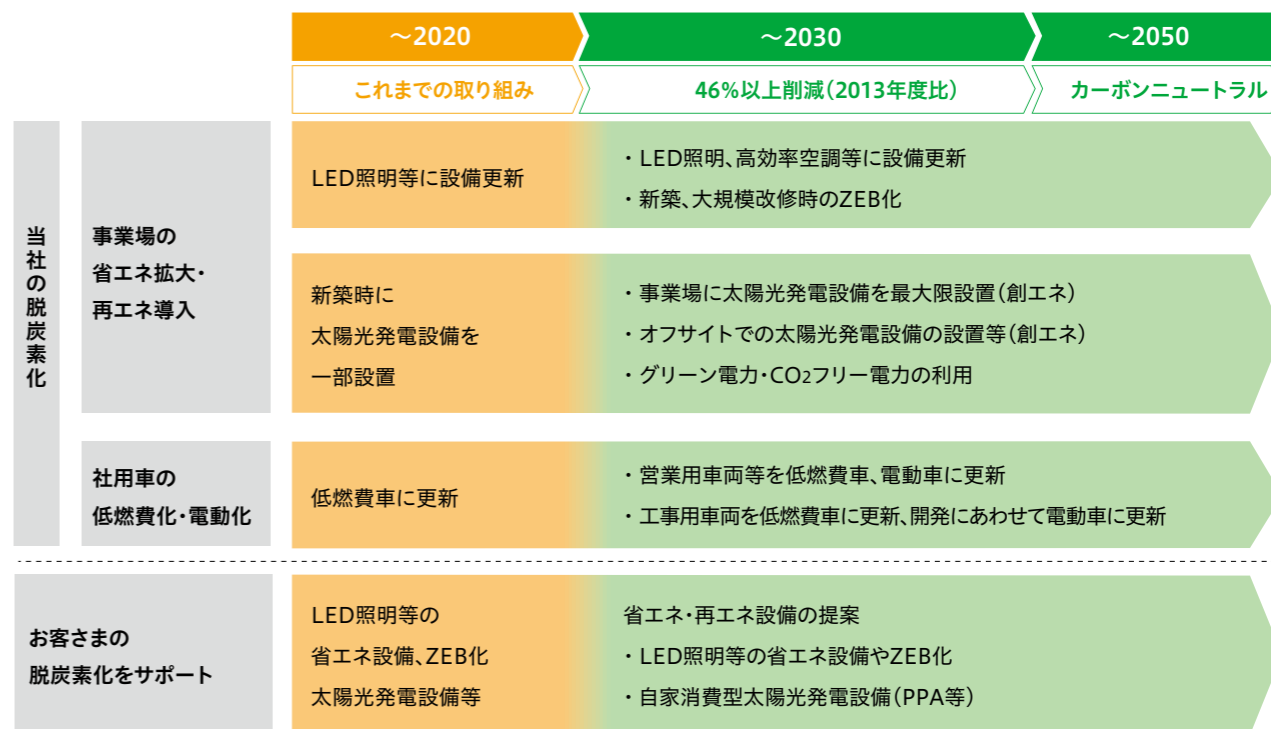 ～2020
～2030
～2050
これまでの取り組み
46%以上削減（2013年度比）
カーボンニュートラル
当社の脱炭素化
事業場の
省エネ拡大・
再エネ導入
LED照明等に設備更新
・LED照明、高効率空調等に設備更新
・新築、大規模改修時のZEB化
新築時に
太陽光発電設備を
一部設置
・事業場に太陽光発電設備を最大限設置（創エネ）
・オフサイトでの太陽光発電設備の設置等（創エネ）
・グリーン電力・CO2フリー電力の利用
社用車の
低燃費化・電動化
低燃費車に更新
・営業用車両等を低燃費車、電動車に更新
・工事用車両を低燃費車に更新、開発にあわせて電動車に更新
お客さまの
脱炭素化をサポート
LED照明等の
省エネ設備、ZEB化
太陽光発電設備等
省エネ・再エネ設備の提案
・LED照明等の省エネ設備やZEB化
・自家消費型太陽光発電設備（PPA等）